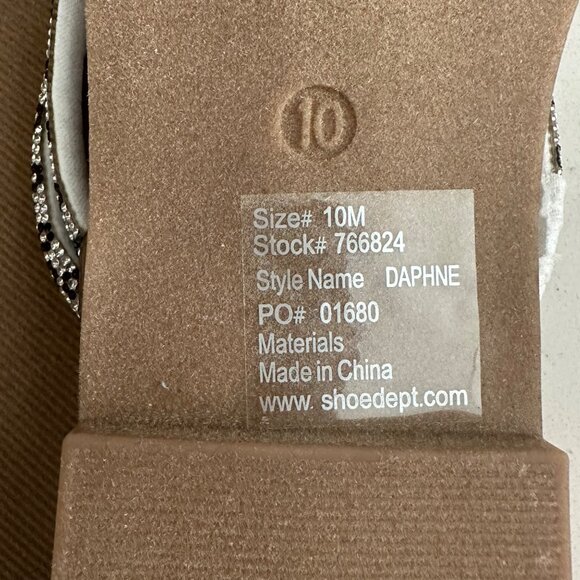 10
Size# 10M
Stock# 766824
Style Name DAPHNE
PO# 01680
Materials
Made in China
www. shoedept.com